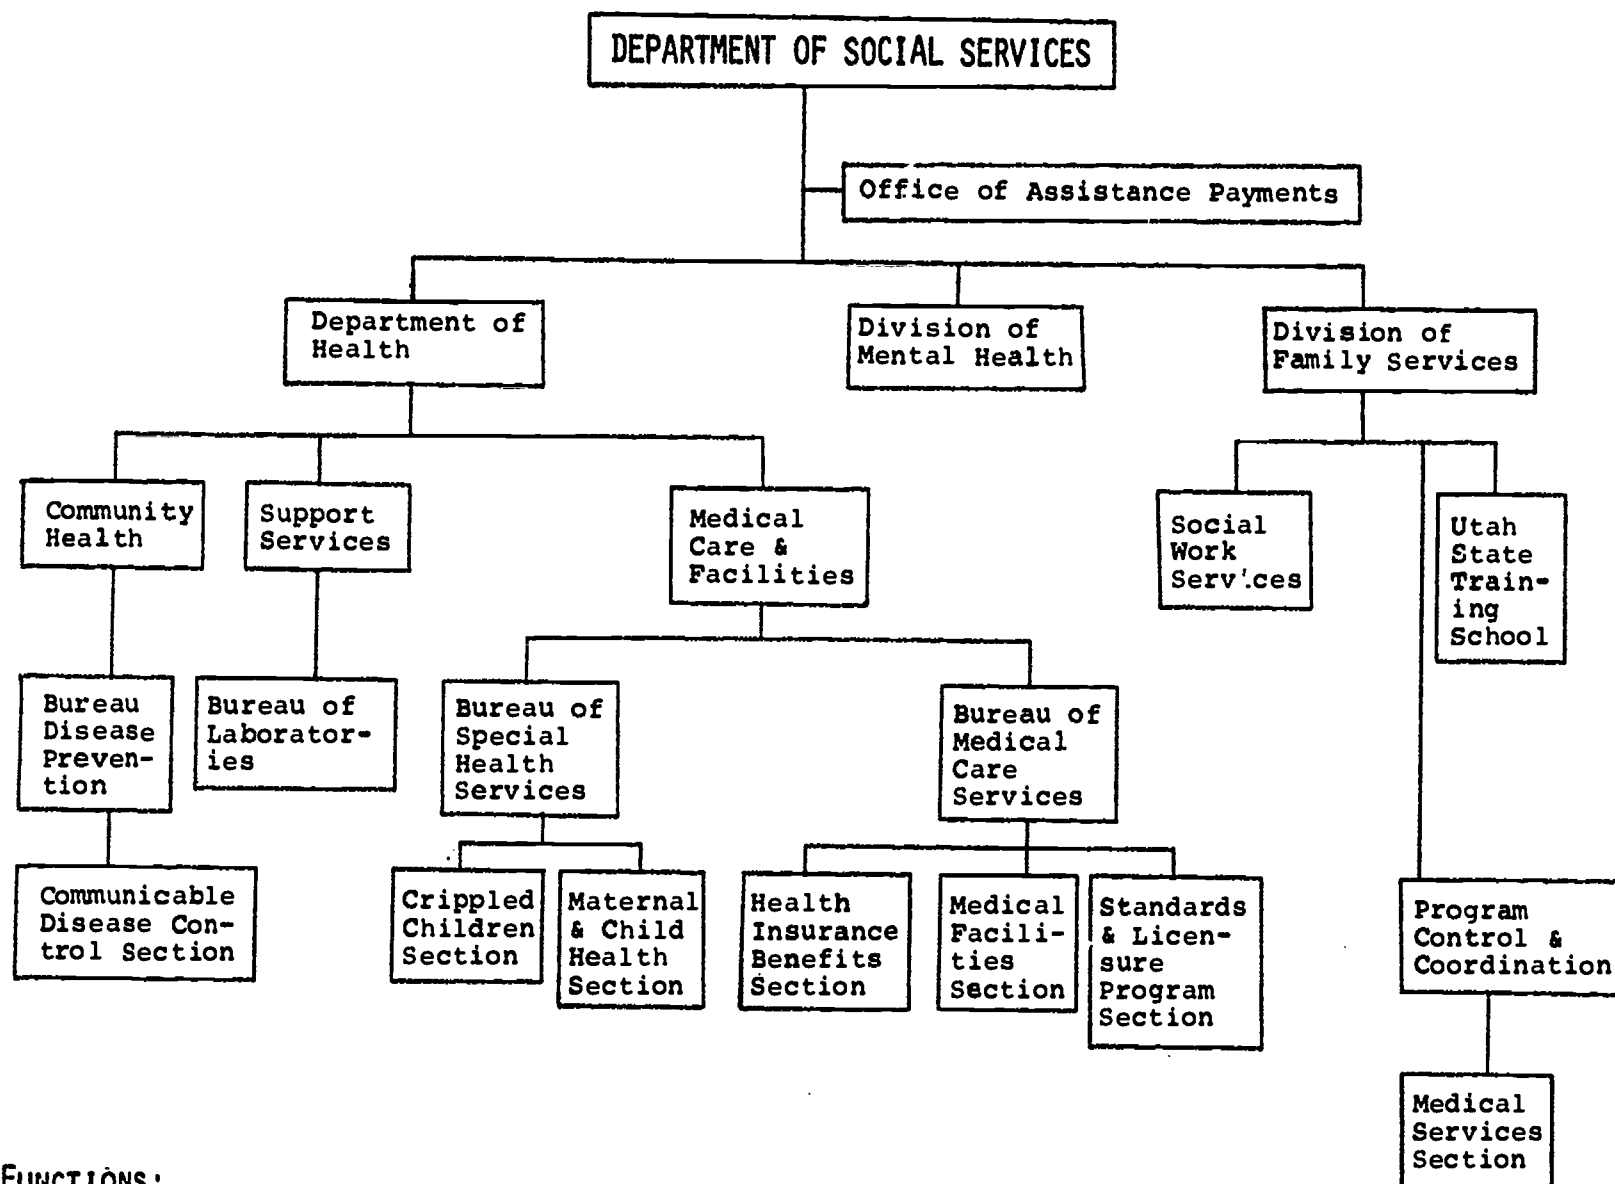 DEPARTMENT OF SOCIAL SERVICES
Office of Assistance Payments
Department of
Health
Division of
Mental Health
Division of
Family Services
Community
Health
Support
Services
Medical
Care &
Facilities
Social
Work
Services
Utah
State
Train-
ing
School
Bureau
Disease
Preven-
tion
Bureau of
Laborator-
ies
Bureau of
Special
Health
Services
Bureau of
Medical
Care
Services
Communicable
Disease Con-
trol Section
Crippled
Children
Section
Maternal
& Child
Health
Section
Health
Insurance
Benefits
Section
Medical
Facili-
ties
Section
Standards
& Licen-
sure
Program
Section
Program
Control &
Coordination
Medical
Services
Section
FUNCTIONS: